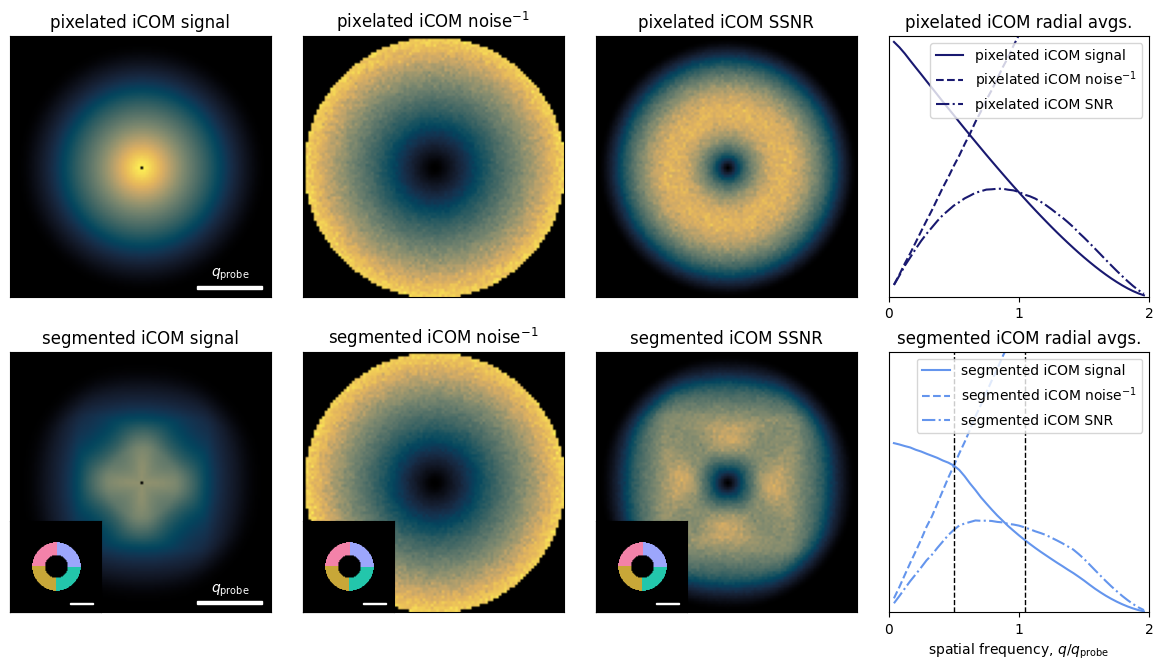 pixelated iCOM signal
pixelated iCOM noise⁻¹
pixelated iCOM SSNR
pixelated iCOM radial avgs.
q_probe
pixelated iCOM signal
pixelated iCOM noise⁻¹
pixelated iCOM SNR
0 1 2
segmented iCOM signal
segmented iCOM noise⁻¹
segmented iCOM SSNR
segmented iCOM radial avgs.
q_probe
segmented iCOM signal
segmented iCOM noise⁻¹
segmented iCOM SNR
0 1 2
spatial frequency, q/q_probe